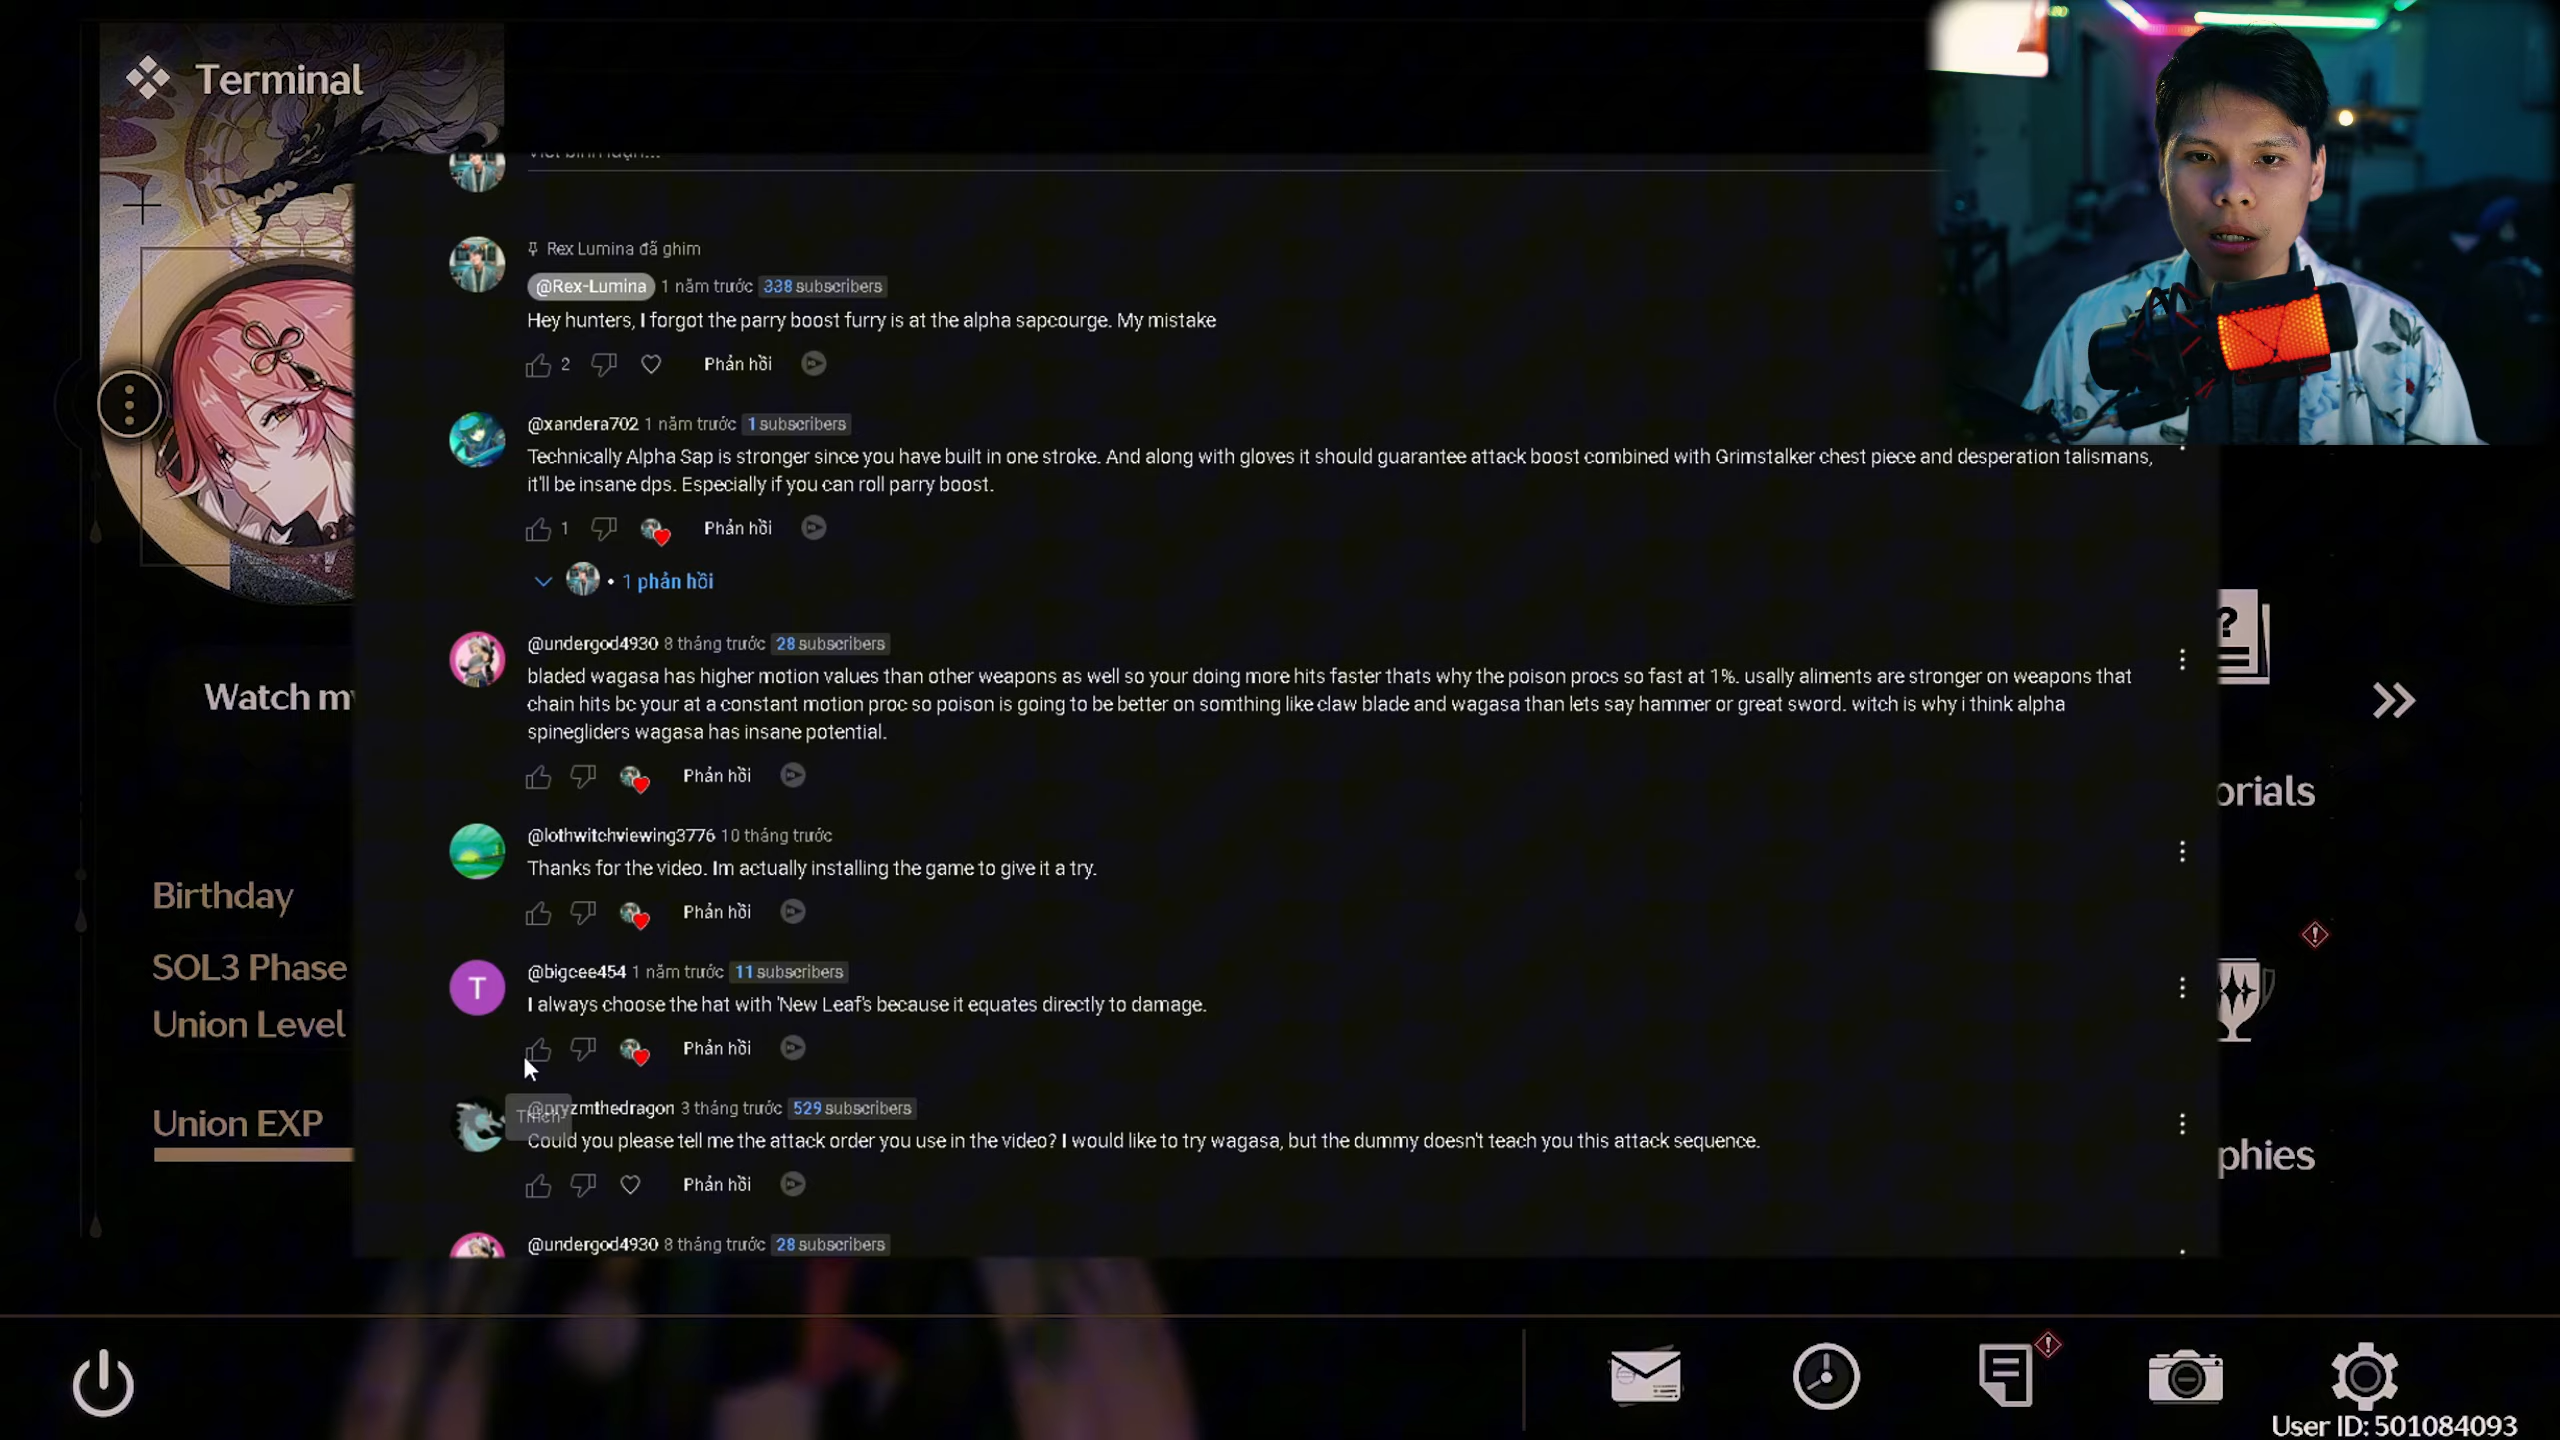 Terminal
Viết bình luận...
Rex Lumina đã ghim
@Rex-Lumina 1 năm trước 338 subscribers
Hey hunters, I forgot the parry boost furry is at the alpha sapcourge. My mistake
2 Phản hồi
@xandera702 1 năm trước 1 subscribers
Technically Alpha Sap is stronger since you have built in one stroke. And along with gloves it should guarantee attack boost combined with Grimstalker chest piece and desperation talismans,
it'll be insane dps. Especially if you can roll parry boost.
1 Phản hồi
• 1 phản hồi
@undergod4930 8 tháng trước 28 subscribers
bladed wagasa has higher motion values than other weapons as well so your doing more hits faster thats why the poison procs so fast at 1%. usally aliments are stronger on weapons that
chain hits bc your at a constant motion proc so poison is going to be better on somthing like claw blade and wagasa than lets say hammer or great sword. witch is why i think alpha
spinegliders wagasa has insane potential.
Phản hồi
@lothwitchviewing3776 10 tháng trước
Thanks for the video. Im actually installing the game to give it a try.
Phản hồi
T
@bigcee454 1 năm trước 11 subscribers
I always choose the hat with 'New Leaf's because it equates directly to damage.
Phản hồi
@pryzmthedragon 3 tháng trước 529 subscribers
Thích
Could you please tell me the attack order you use in the video? I would like to try wagasa, but the dummy doesn't teach you this attack sequence.
Phản hồi
@undergod4930 8 tháng trước 28 subscribers
Watch
Birthday
SOL3 Phase
Union Level
Union EXP
?
orials
phies
User ID: 501084093